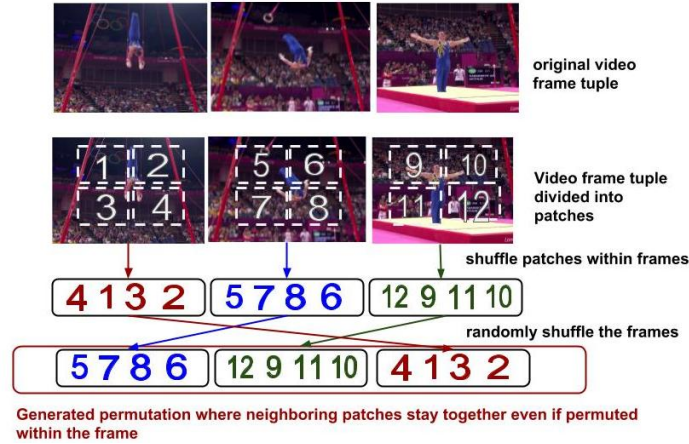 original video
frame tuple
1 2
3 4
5 6
7 8
9 10
11 12
Video frame tuple
divided into
patches
shuffle patches within frames
4 1 3 2
5 7 8 6
12 9 11 10
randomly shuffle the frames
5 7 8 6
12 9 11 10
4 1 3 2
Generated permutation where neighboring patches stay together even if permuted
within the frame